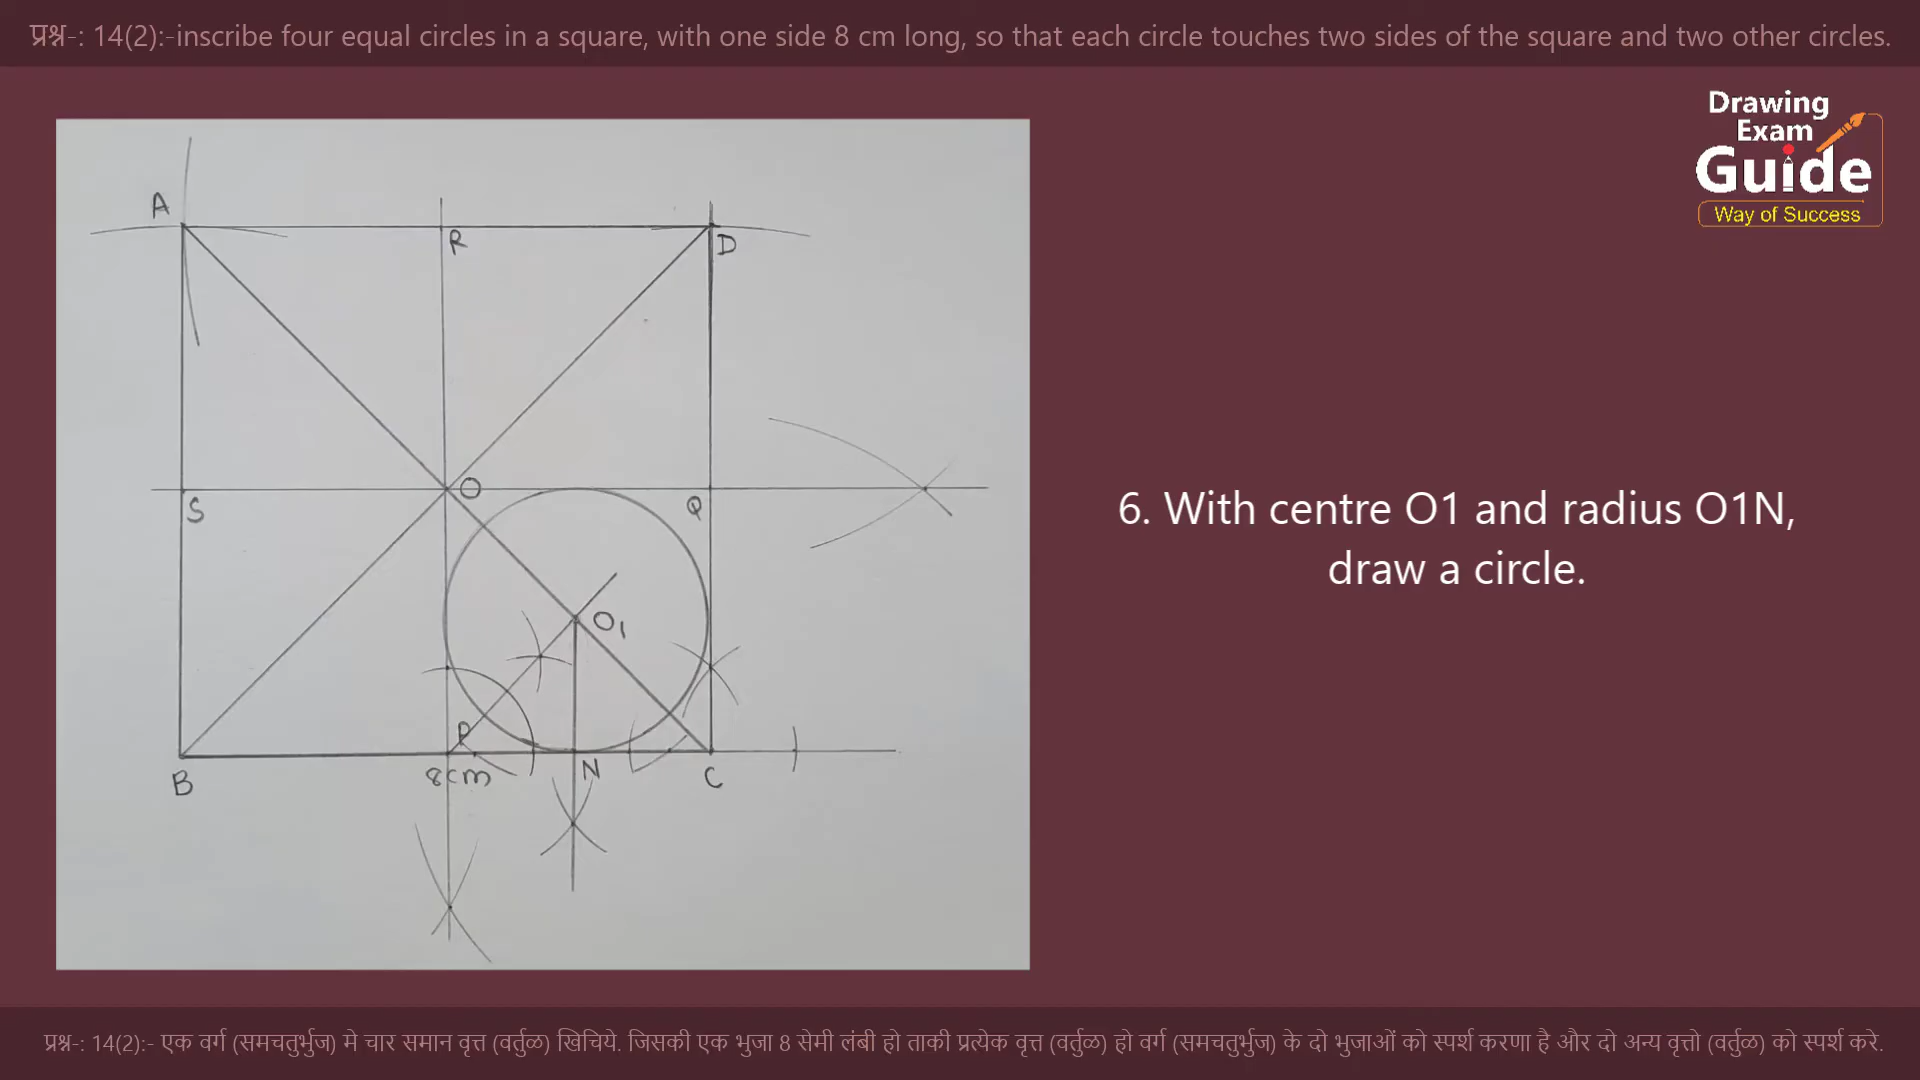 प्रश्न-: 14(2):-inscribe four equal circles in a square, with one side 8 cm long, so that each circle touches two sides of the square and two other circles.
Drawing
Exam
Guide
Way of Success
A
R
D
S
O
Q
O1
P
B
8cm
N
C
6. With centre O1 and radius O1N,
draw a circle.
प्रश्न-: 14(2):- एक वर्ग (समचतुर्भुज) मे चार समान वृत्त (वर्तुळ) खिचिये. जिसकी एक भुजा 8 सेमी लंबी हो ताकी प्रत्येक वृत्त (वर्तुळ) हो वर्ग (समचतुर्भुज) के दो भुजाओं को स्पर्श करणा है और दो अन्य वृत्तो (वर्तुळ) को स्पर्श करे.